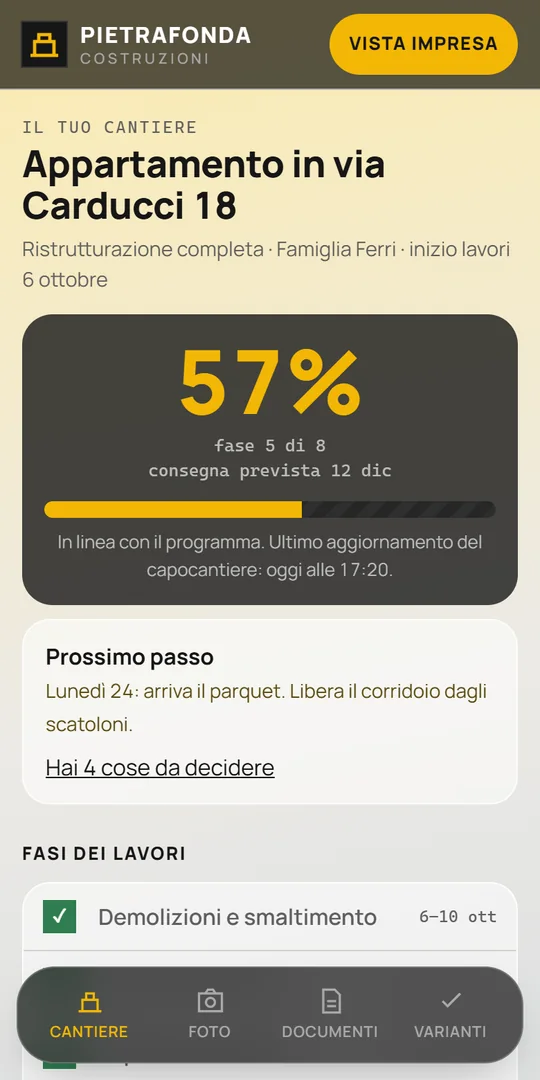 PIETRAFONDA
COSTRUZIONI
VISTA IMPRESA
IL TUO CANTIERE
Appartamento in via
Carducci 18
Ristrutturazione completa · Famiglia Ferri · inizio lavori
6 ottobre
57%
fase 5 di 8
consegna prevista 12 dic
In linea con il programma. Ultimo aggiornamento del
capocantiere: oggi alle 17:20.
Prossimo passo
Lunedì 24: arriva il parquet. Libera il corridoio dagli
scatoloni.
Hai 4 cose da decidere
FASI DEI LAVORI
Demolizioni e smaltimento 6–10 ott
CANTIERE FOTO DOCUMENTI VARIANTI